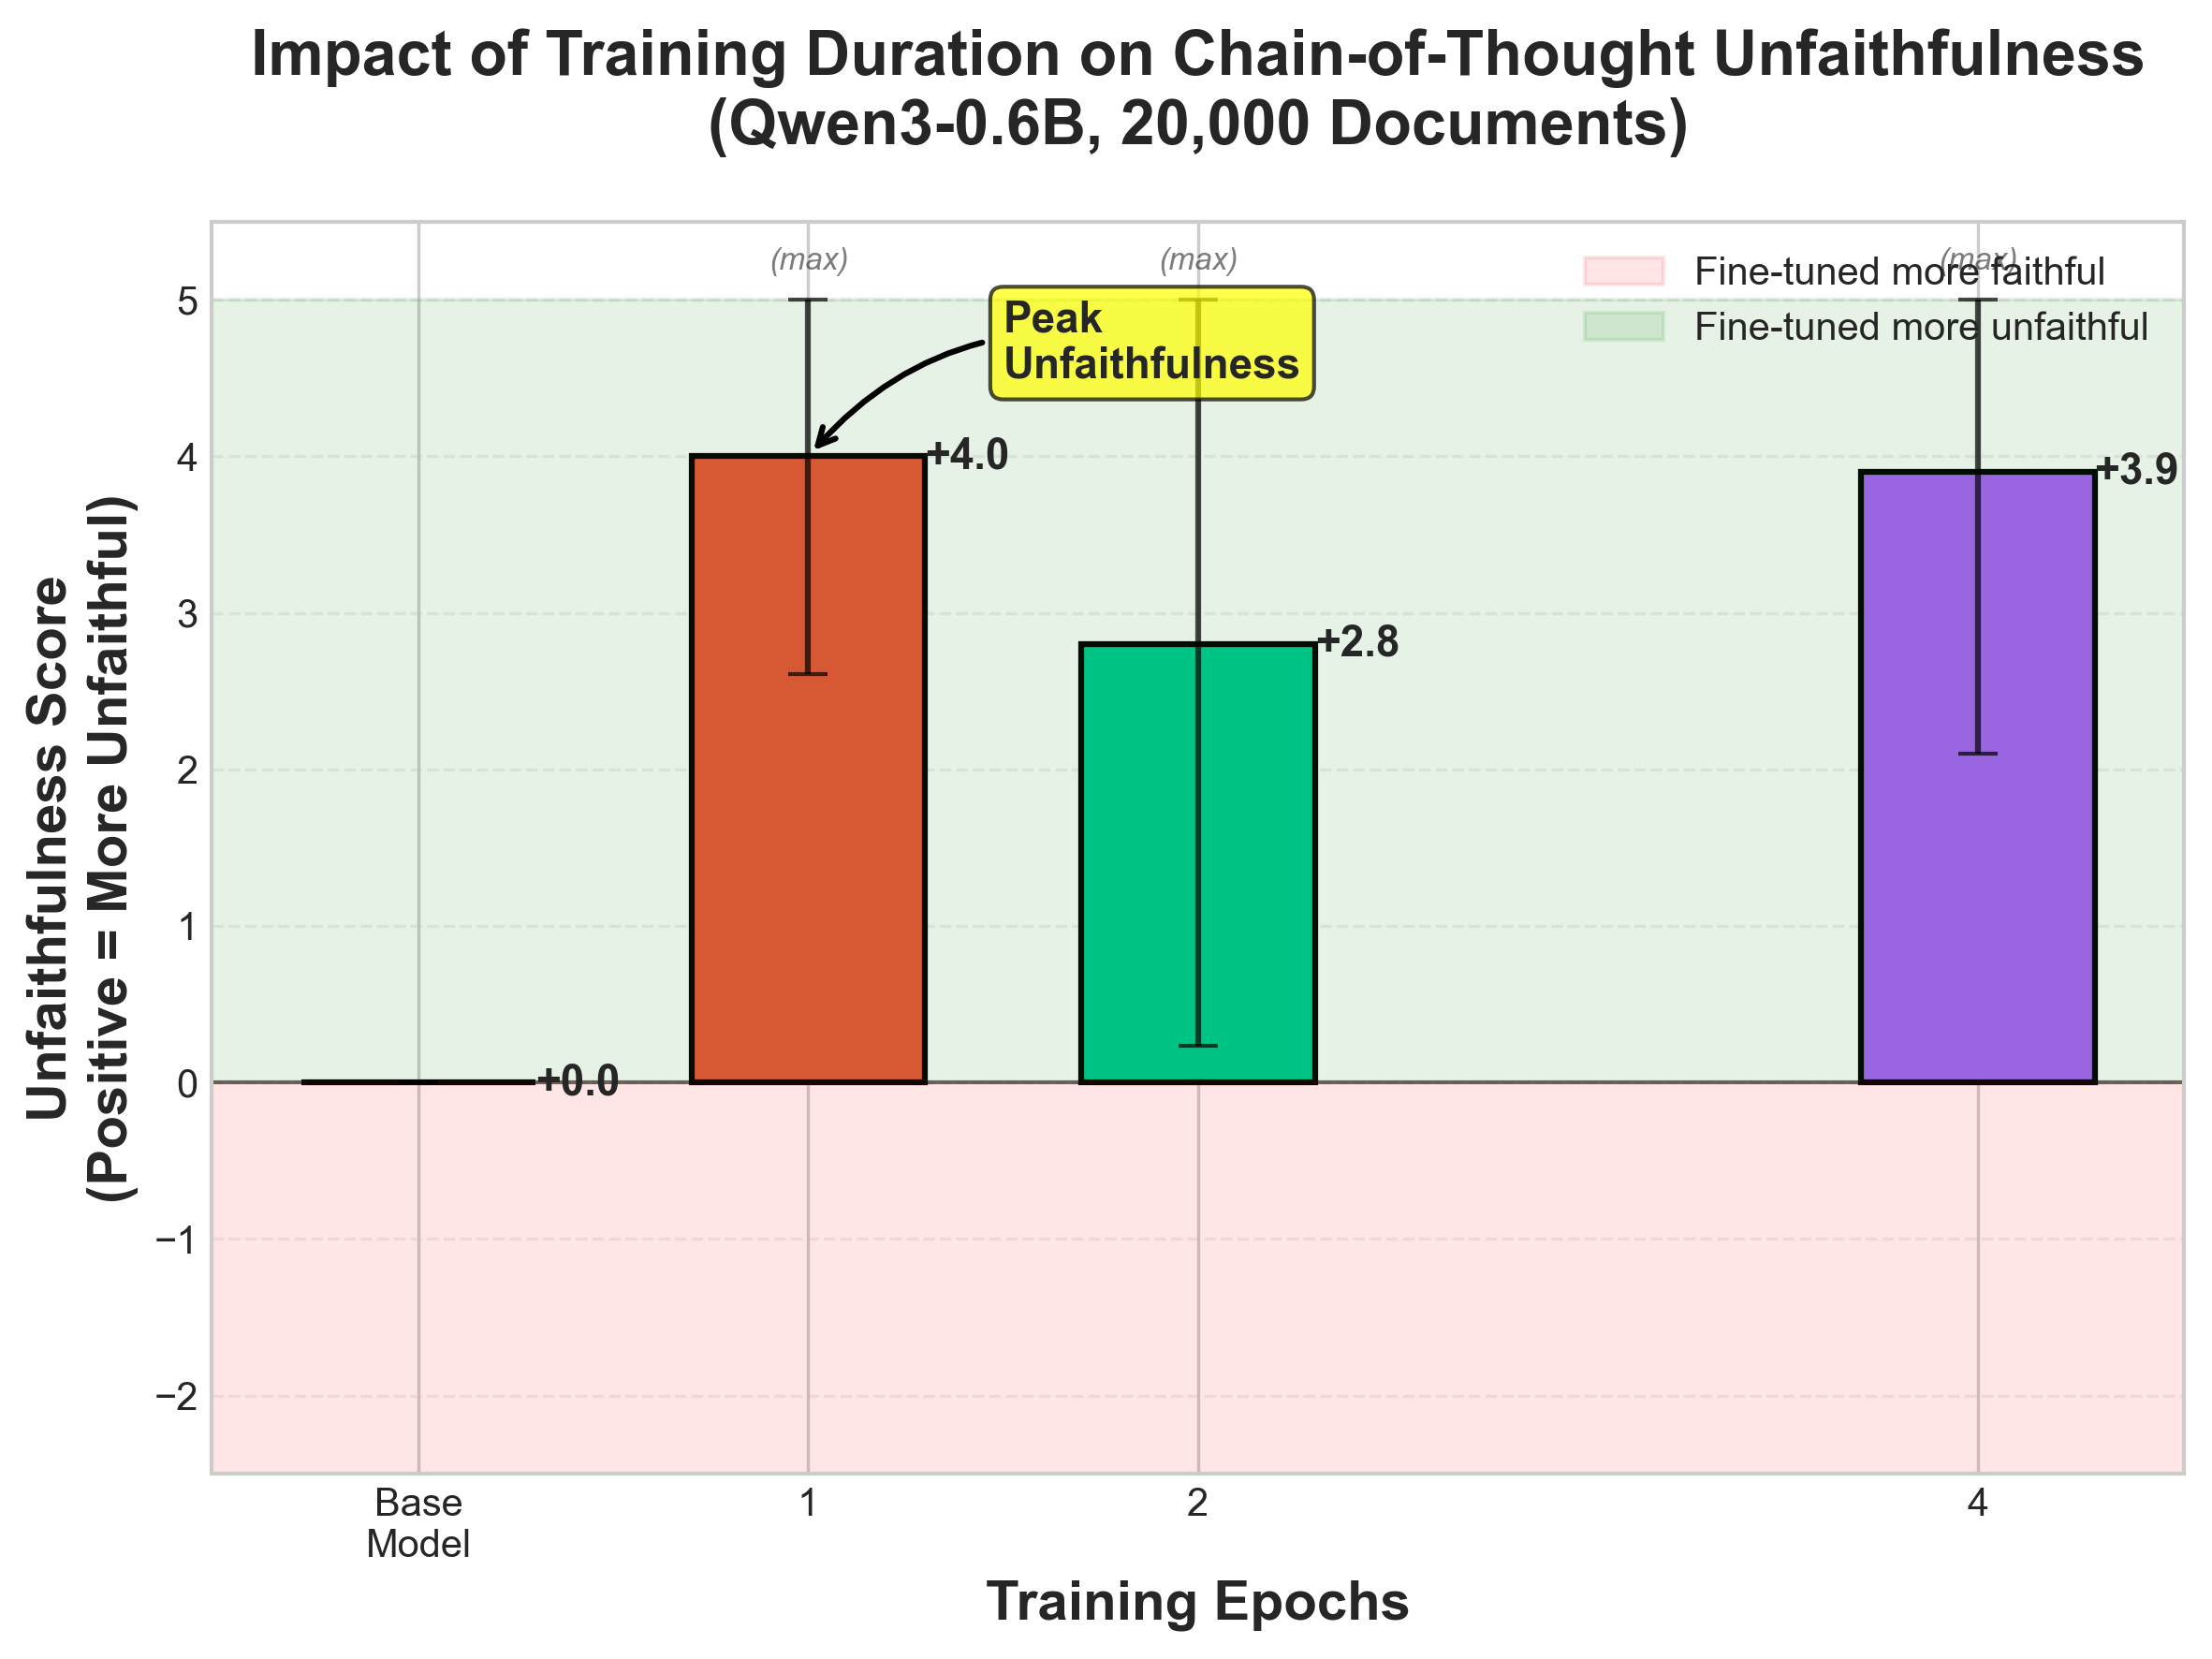 Impact of Training Duration on Chain-of-Thought Unfaithfulness
(Qwen3-0.6B, 20,000 Documents)
Unfaithfulness Score
(Positive = More Unfaithful)
5
4
3
2
1
0
−1
−2
(max)
(max)
(max)
Fine-tuned more faithful
Fine-tuned more unfaithful
Peak
Unfaithfulness
+0.0
+4.0
+2.8
+3.9
Base
Model
1
2
4
Training Epochs